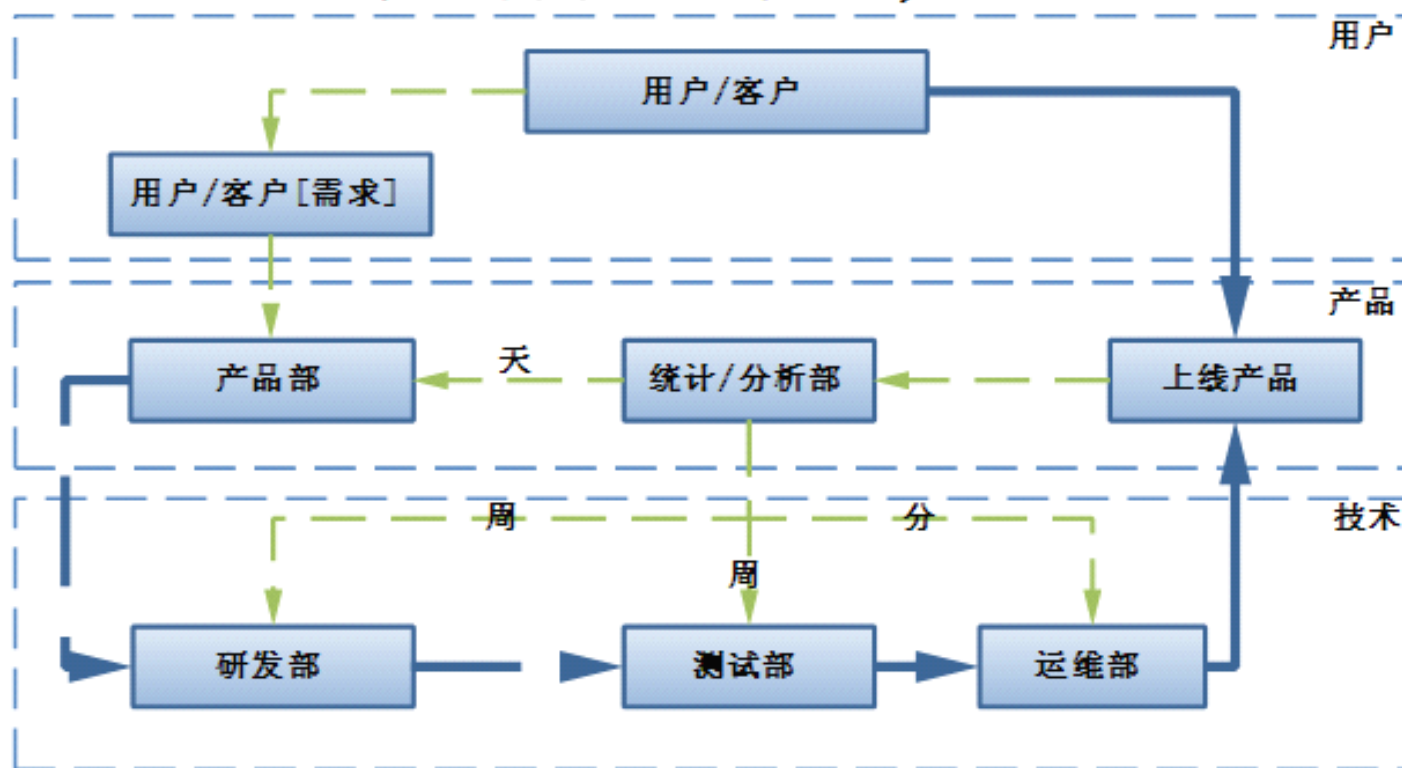 用户
用户/客户
用户/客户[需求]
产品
产品部
天
统计/分析部
上线产品
技术
周
分
周
研发部
测试部
运维部